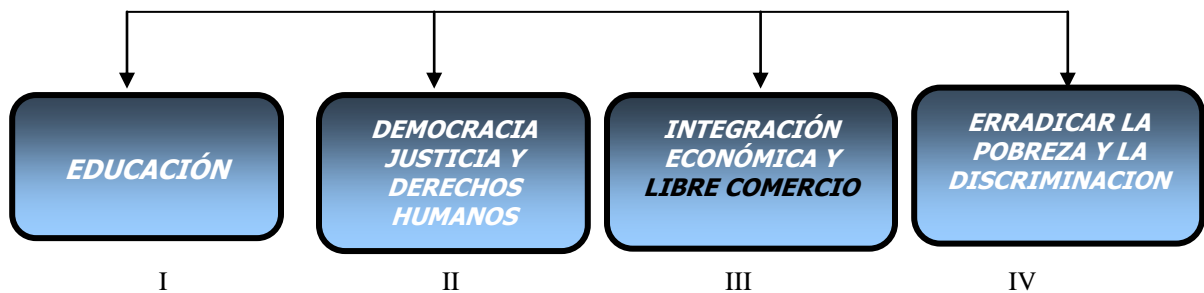 EDUCACIÓN
DEMOCRACIA
JUSTICIA Y
DERECHOS
HUMANOS
INTEGRACIÓN
ECONÓMICA Y
LIBRE COMERCIO
ERRADICAR LA
POBREZA Y LA
DISCRIMINACION
I
II
III
IV